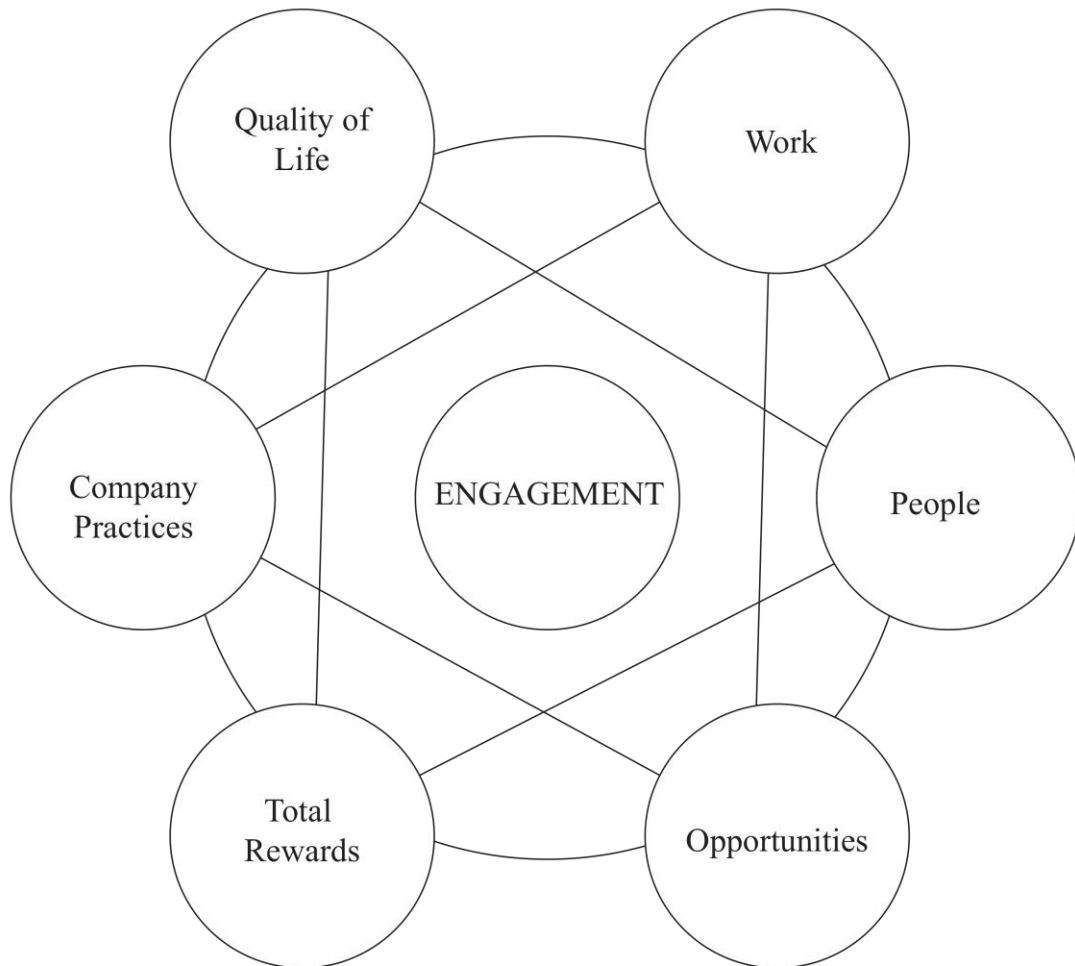 Quality of
Life
Work
Company
Practices
ENGAGEMENT
People
Total
Rewards
Opportunities